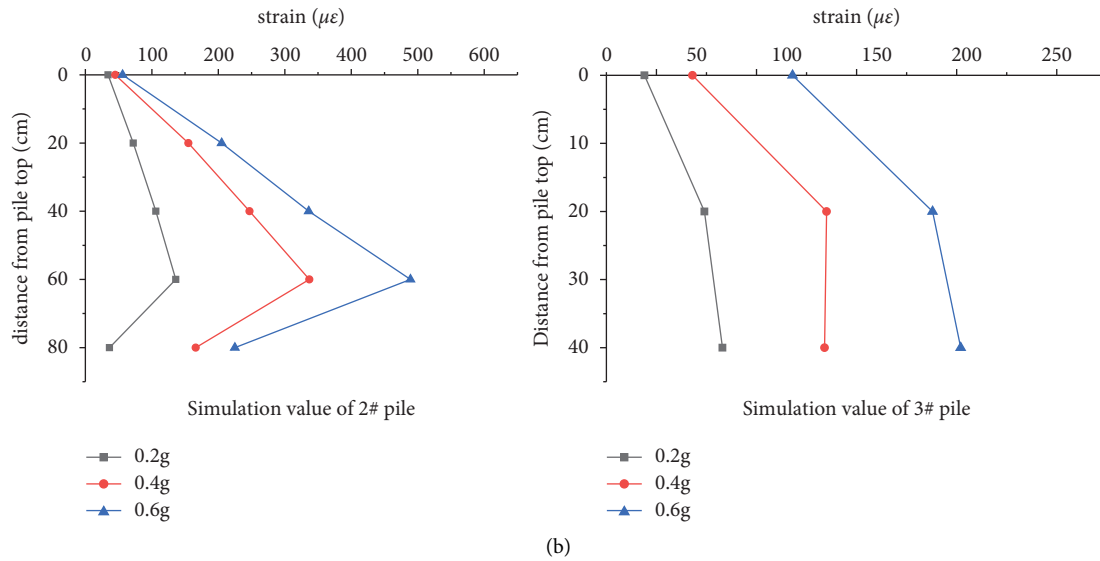 strain (με)
0 100 200 300 400 500 600
0
20
40
60
80
distance from pile top (cm)
Simulation value of 2# pile
0.2g
0.4g
0.6g
strain (με)
0 50 100 150 200 250
0
10
20
30
40
Distance from pile top (cm)
Simulation value of 3# pile
0.2g
0.4g
0.6g
(b)